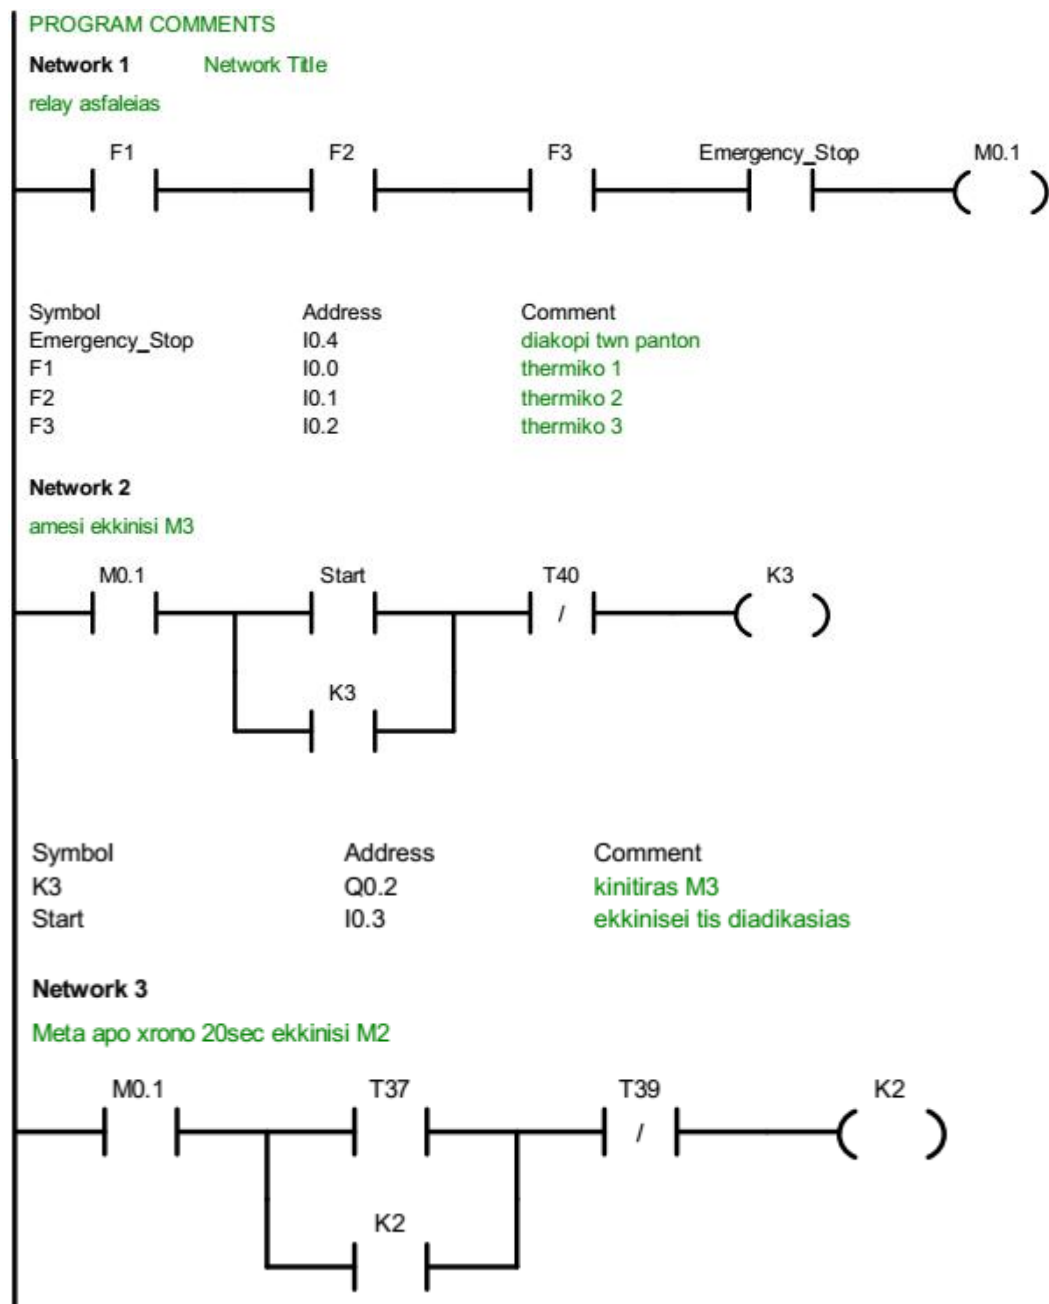 PROGRAM COMMENTS
Network 1 Network Title
relay asfaleias
F1 F2 F3 Emergency_Stop M0.1
Symbol Address Comment
Emergency_Stop I0.4 diakopi twn panton
F1 I0.0 thermiko 1
F2 I0.1 thermiko 2
F3 I0.2 thermiko 3
Network 2
amesi ekkinisi M3
M0.1 Start T40 K3
/
K3
Symbol Address Comment
K3 Q0.2 kinitiras M3
Start I0.3 ekkinisei tis diadikasias
Network 3
Meta apo xrono 20sec ekkinisi M2
M0.1 T37 T39 K2
/
K2